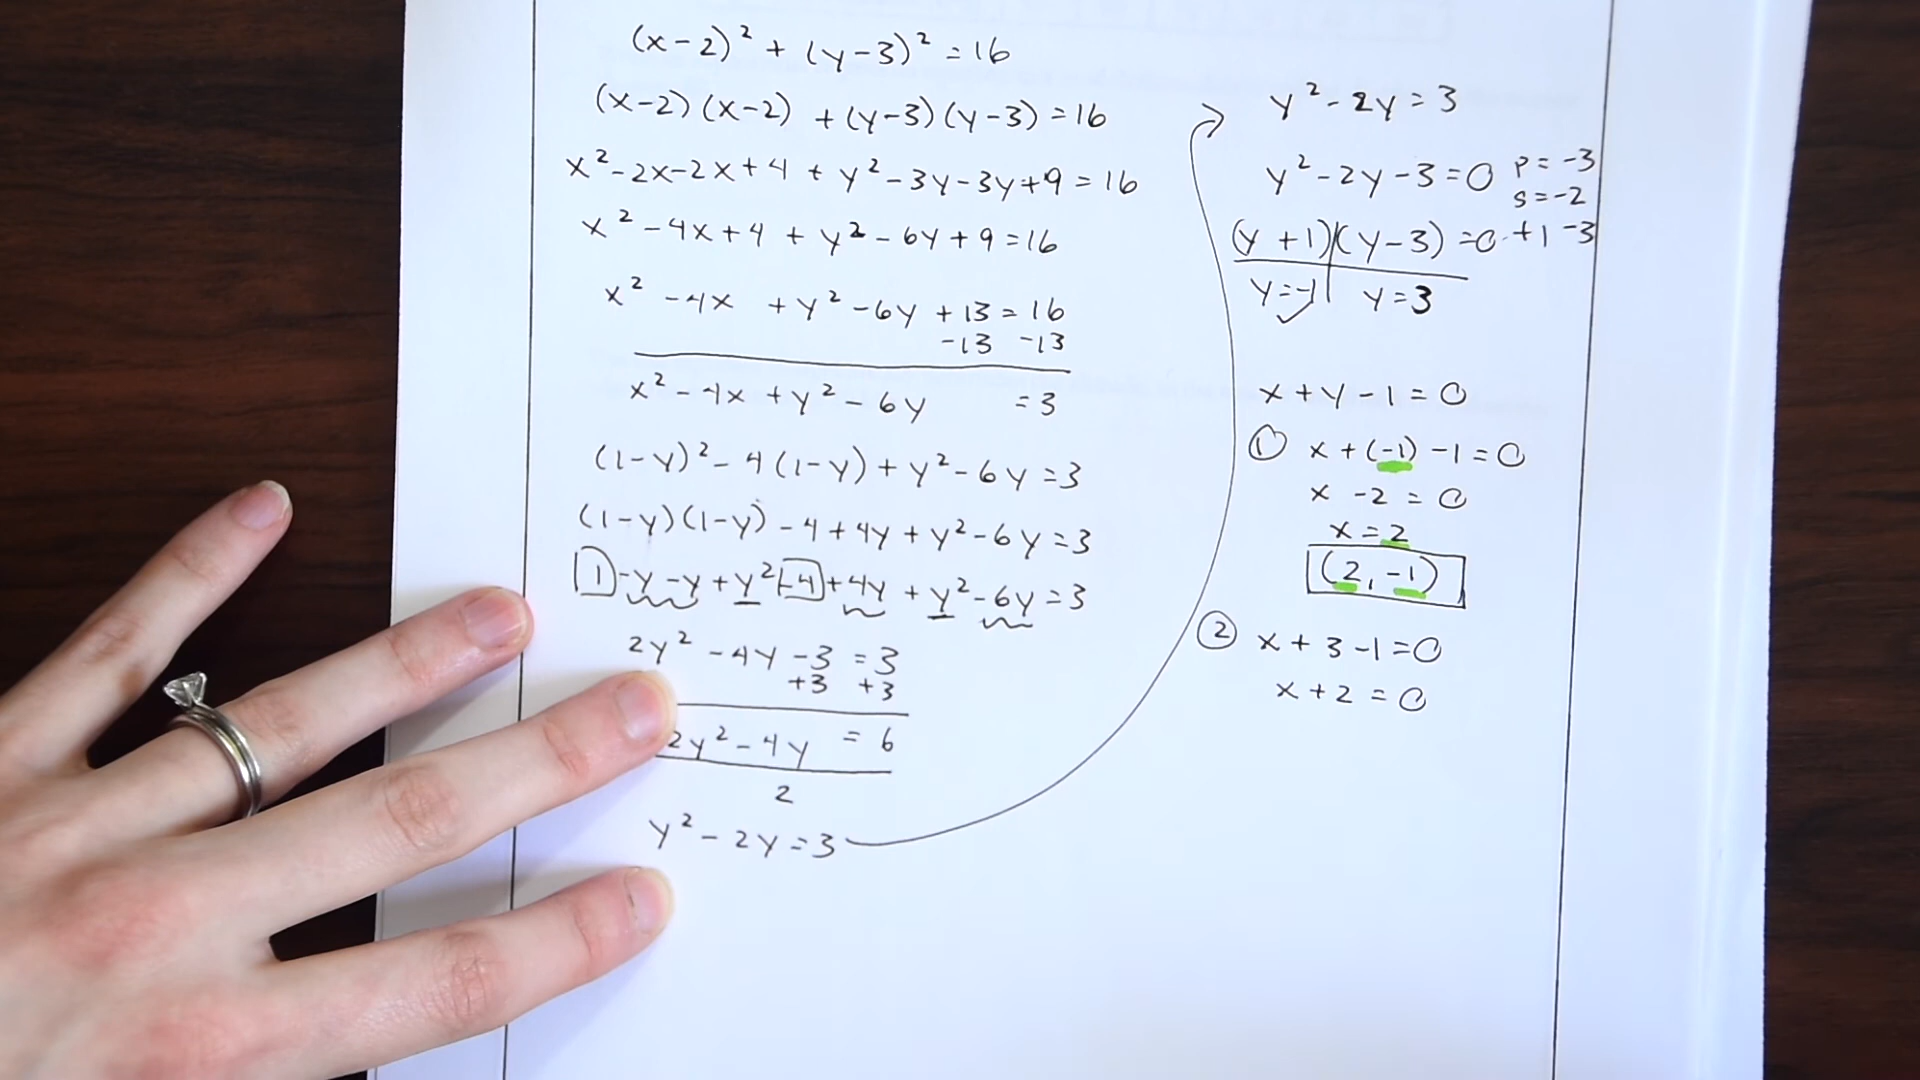 (x-2)² + (y-3)² = 16
(x-2)(x-2) + (y-3)(y-3) = 16
x²-2x-2x+4 + y²-3y-3y+9 = 16
x²-4x+4 + y²-6y+9 = 16
x² -4x + y² -6y +13 = 16
-13 -13
x²-4x + y²-6y = 3
(1-y)²-4(1-y) + y²-6y = 3
(1-y)(1-y) -4+4y + y²-6y = 3
1-y-y+y²-4+4y + y²-6y = 3
2y² -4y -3 = 3
+3 +3
2y²-4y = 6
2
y²-2y = 3
y²-2y = 3
y²-2y-3 = 0
p = -3
s = -2
(y+1)(y-3) = 0
+1 -3
y = -1 y = 3
x+y-1 = 0
① x+(-1)-1 = 0
x -2 = 0
x = 2
(2, -1)
② x+3-1 = 0
x+2 = 0